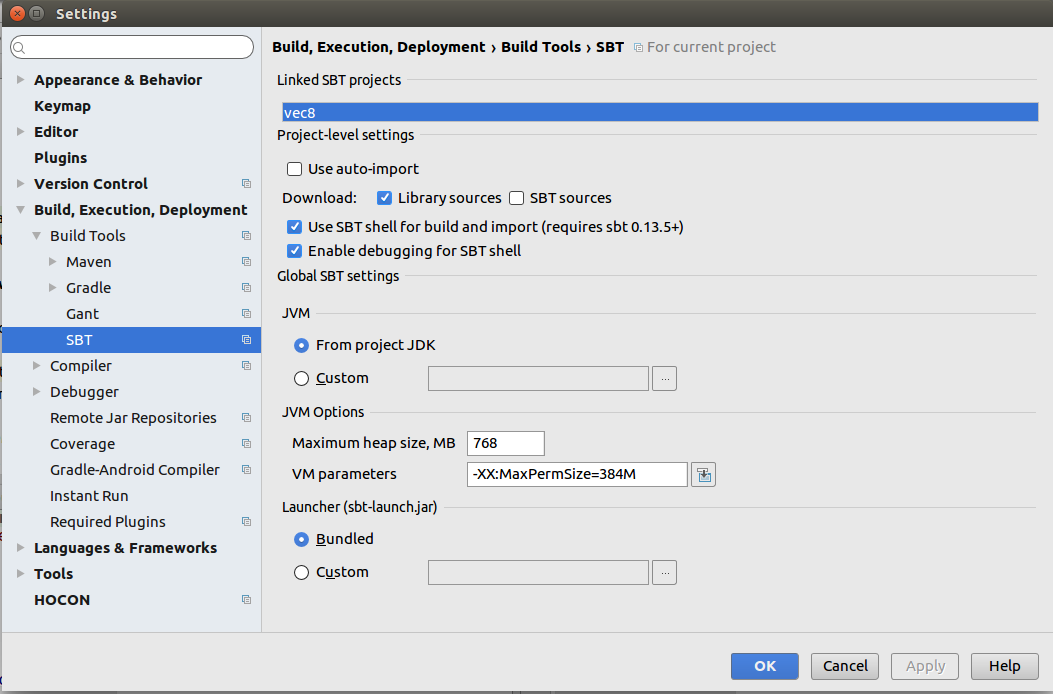 Settings
Appearance & Behavior
Keymap
Editor
Plugins
Version Control
Build, Execution, Deployment
Build Tools
Maven
Gradle
Gant
SBT
Compiler
Debugger
Remote Jar Repositories
Coverage
Gradle-Android Compiler
Instant Run
Required Plugins
Languages & Frameworks
Tools
HOCON
Build, Execution, Deployment › Build Tools › SBT For current project
Linked SBT projects
vec8
Project-level settings
Use auto-import
Download: Library sources SBT sources
Use SBT shell for build and import (requires sbt 0.13.5+)
Enable debugging for SBT shell
Global SBT settings
JVM
From project JDK
Custom ...
JVM Options
Maximum heap size, MB 768
VM parameters -XX:MaxPermSize=384M
Launcher (sbt-launch.jar)
Bundled
Custom ...
OK Cancel Apply Help